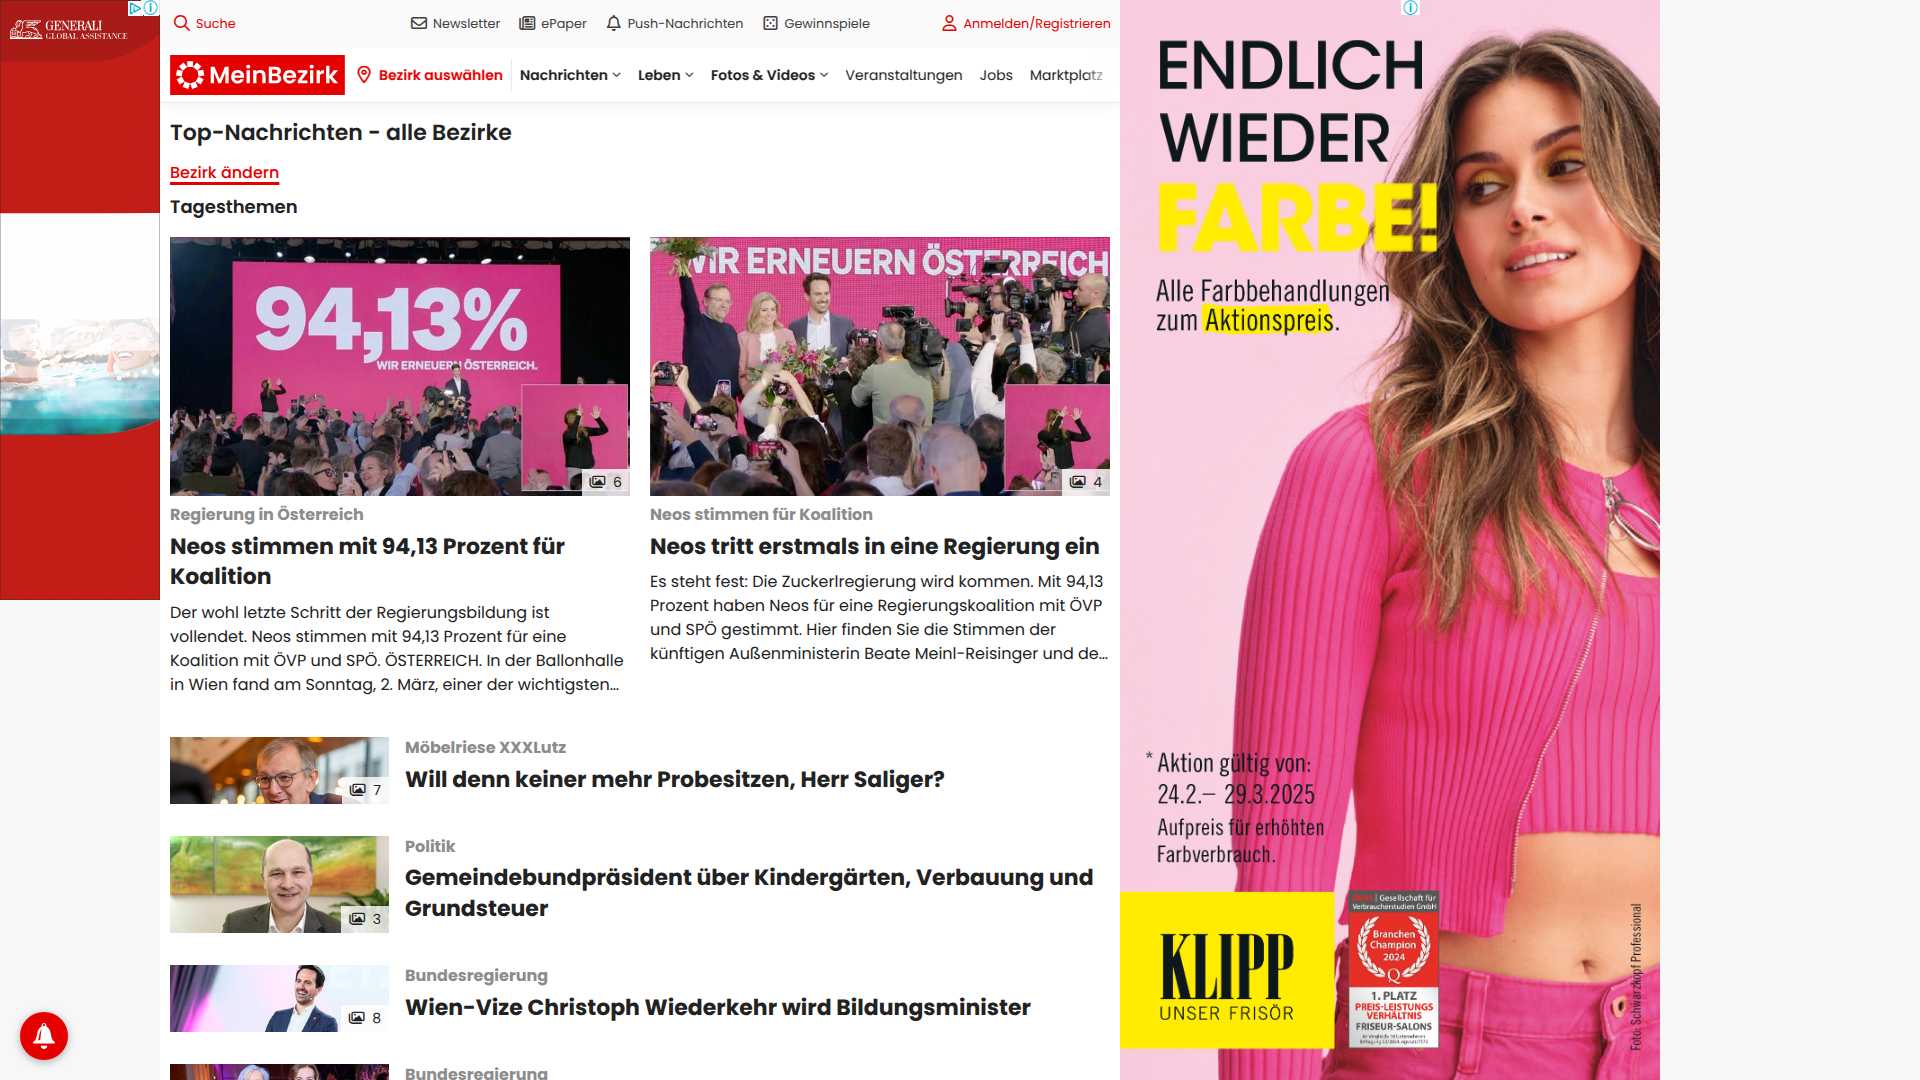 GENERALI
GLOBAL ASSISTANCE
Suche
Newsletter
ePaper
Push-Nachrichten
Gewinnspiele
Anmelden/Registrieren
MeinBezirk
Bezirk auswählen
Nachrichten
Leben
Fotos & Videos
Veranstaltungen
Jobs
Marktplatz
Top-Nachrichten - alle Bezirke
Bezirk ändern
Tagesthemen
94,13%
WIR ERNEUERN ÖSTERREICH.
6
Regierung in Österreich
Neos stimmen mit 94,13 Prozent für
Koalition
Der wohl letzte Schritt der Regierungsbildung ist
vollendet. Neos stimmen mit 94,13 Prozent für eine
Koalition mit ÖVP und SPÖ. ÖSTERREICH. In der Ballonhalle
in Wien fand am Sonntag, 2. März, einer der wichtigsten…
WIR ERNEUERN ÖSTERREICH
4
Neos stimmen für Koalition
Neos tritt erstmals in eine Regierung ein
Es steht fest: Die Zuckerlregierung wird kommen. Mit 94,13
Prozent haben Neos für eine Regierungskoalition mit ÖVP
und SPÖ gestimmt. Hier finden Sie die Stimmen der
künftigen Außenministerin Beate Meinl-Reisinger und de…
7
Möbelriese XXXLutz
Will denn keiner mehr Probesitzen, Herr Saliger?
3
Politik
Gemeindebundpräsident über Kindergärten, Verbauung und
Grundsteuer
8
Bundesregierung
Wien-Vize Christoph Wiederkehr wird Bildungsminister
Bundesregierung
ENDLICH
WIEDER
FARBE!
Alle Farbbehandlungen
zum Aktionspreis.
* Aktion gültig von:
24.2.– 29.3.2025
Aufpreis für erhöhten
Farbverbrauch.
KLIPP
UNSER FRISÖR
Gesellschaft für
Verbraucherstudien GmbH
Branchen
Champion
2024
Q
1. PLATZ
PREIS-LEISTUNGS
VERHÄLTNIS
FRISEUR-SALONS
Foto: Schwarzkopf Professional